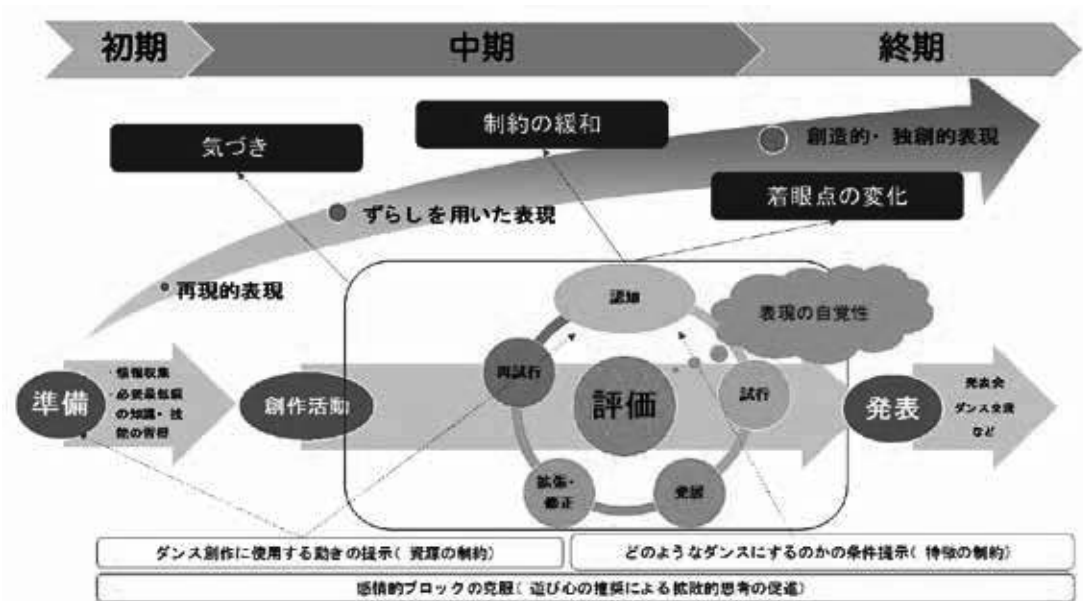 初期
中期
終期
制約の緩和
気づき
創造的・独創的表現
着眼点の変化
ずらしを用いた表現
再現的表現
認知
表現の自覚性
準備
・情報収集
・必要最低限
の知識・技
能の習得
創作活動
再試行
評価
試行
発表
発表会
ダンス交流
など
拡張・
修正
発展
ダンス創作に使用する動きの提示（資源の制約）
どのようなダンスにするのかの条件提示（特徴の制約）
感情的ブロックの克服（遊び心の推奨による拡散的思考の促進）